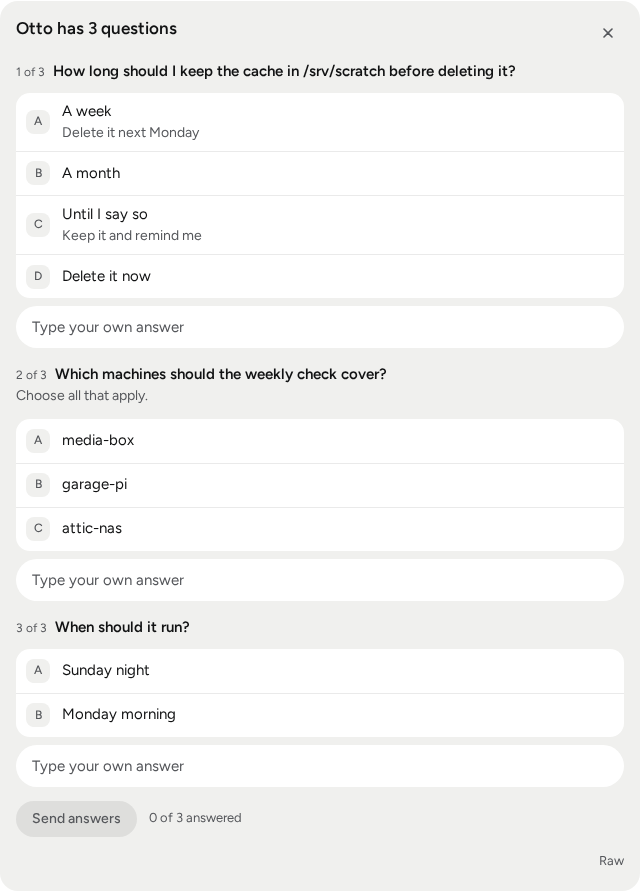 Otto has 3 questions
1 of 3 How long should I keep the cache in /srv/scratch before deleting it?
A A week
Delete it next Monday
B A month
C Until I say so
Keep it and remind me
D Delete it now
Type your own answer
2 of 3 Which machines should the weekly check cover?
Choose all that apply.
A media-box
B garage-pi
C attic-nas
Type your own answer
3 of 3 When should it run?
A Sunday night
B Monday morning
Type your own answer
Send answers 0 of 3 answered
Raw